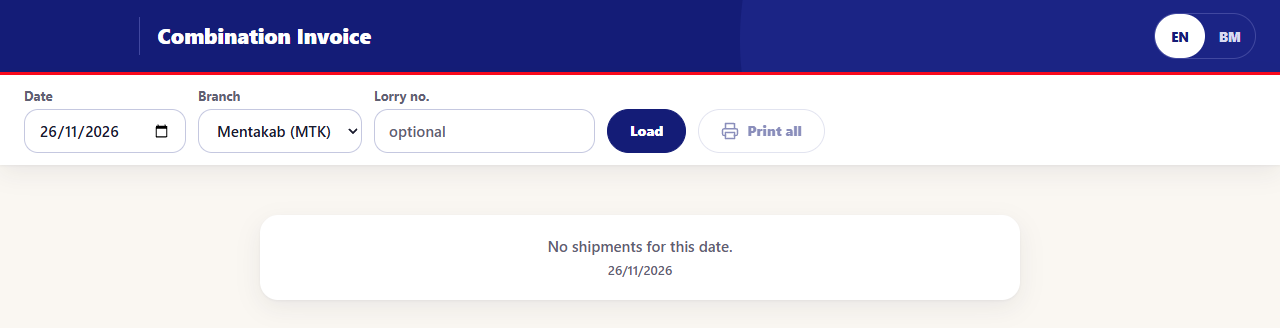 Combination Invoice
EN BM
Date Branch Lorry no.
26/11/2026 Mentakab (MTK) optional Load Print all
No shipments for this date.
26/11/2026